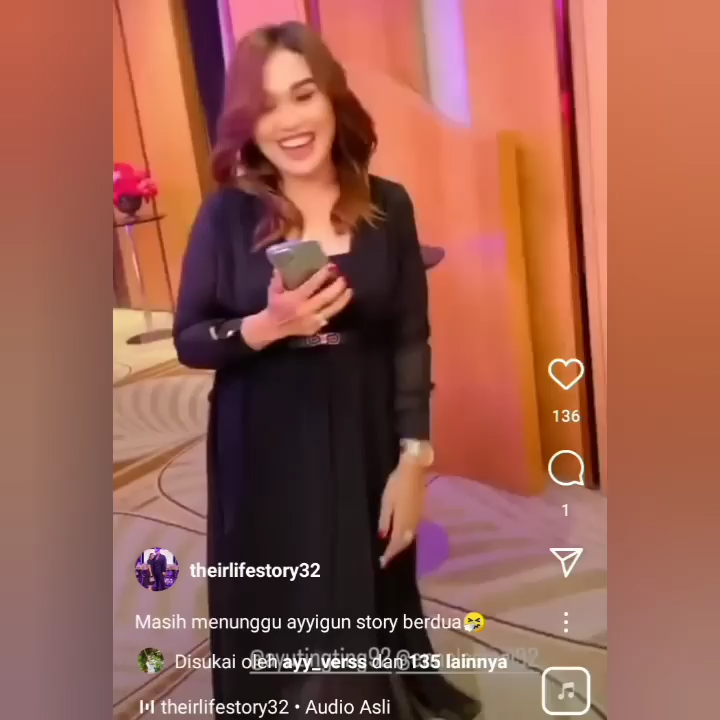 136
1
theirlifestory32
Masih menunggu ayyigun story berdua🤧
Disukai oleh ayy_verss dan 135 lainnya
theirlifestory32 • Audio Asli